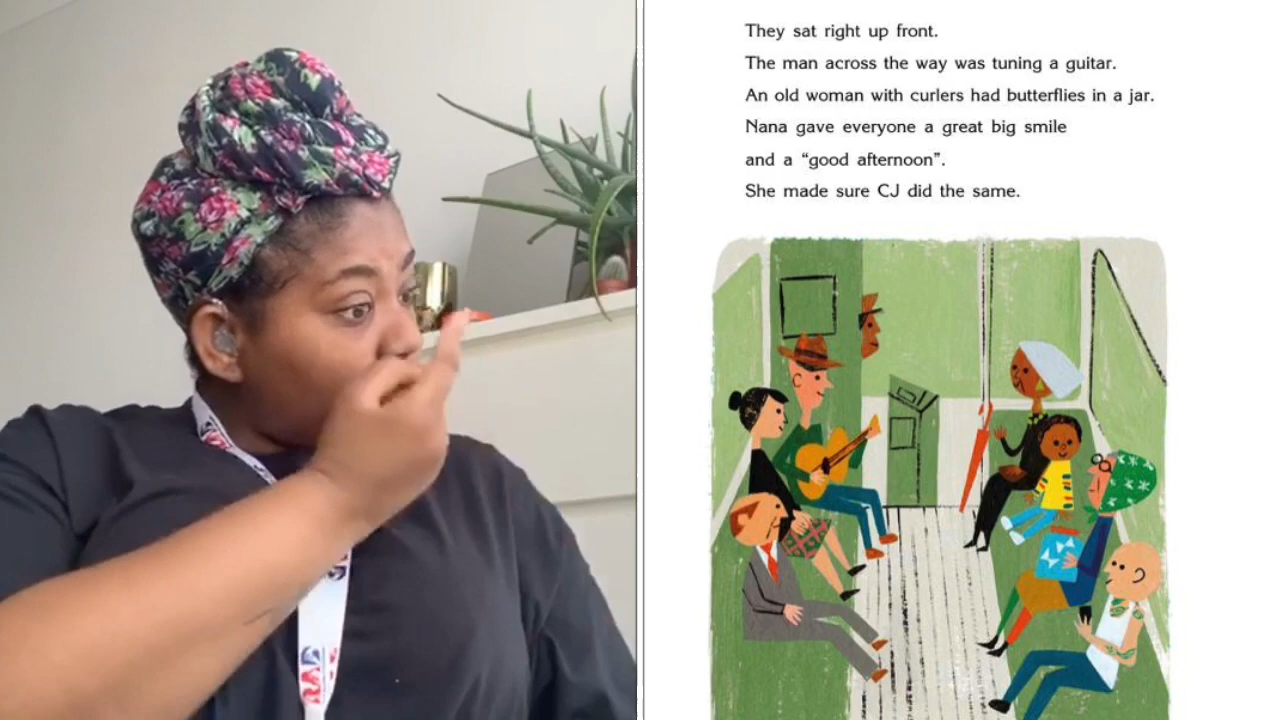 They sat right up front.
The man across the way was tuning a guitar.
An old woman with curlers had butterflies in a jar.
Nana gave everyone a great big smile
and a “good afternoon”.
She made sure CJ did the same.